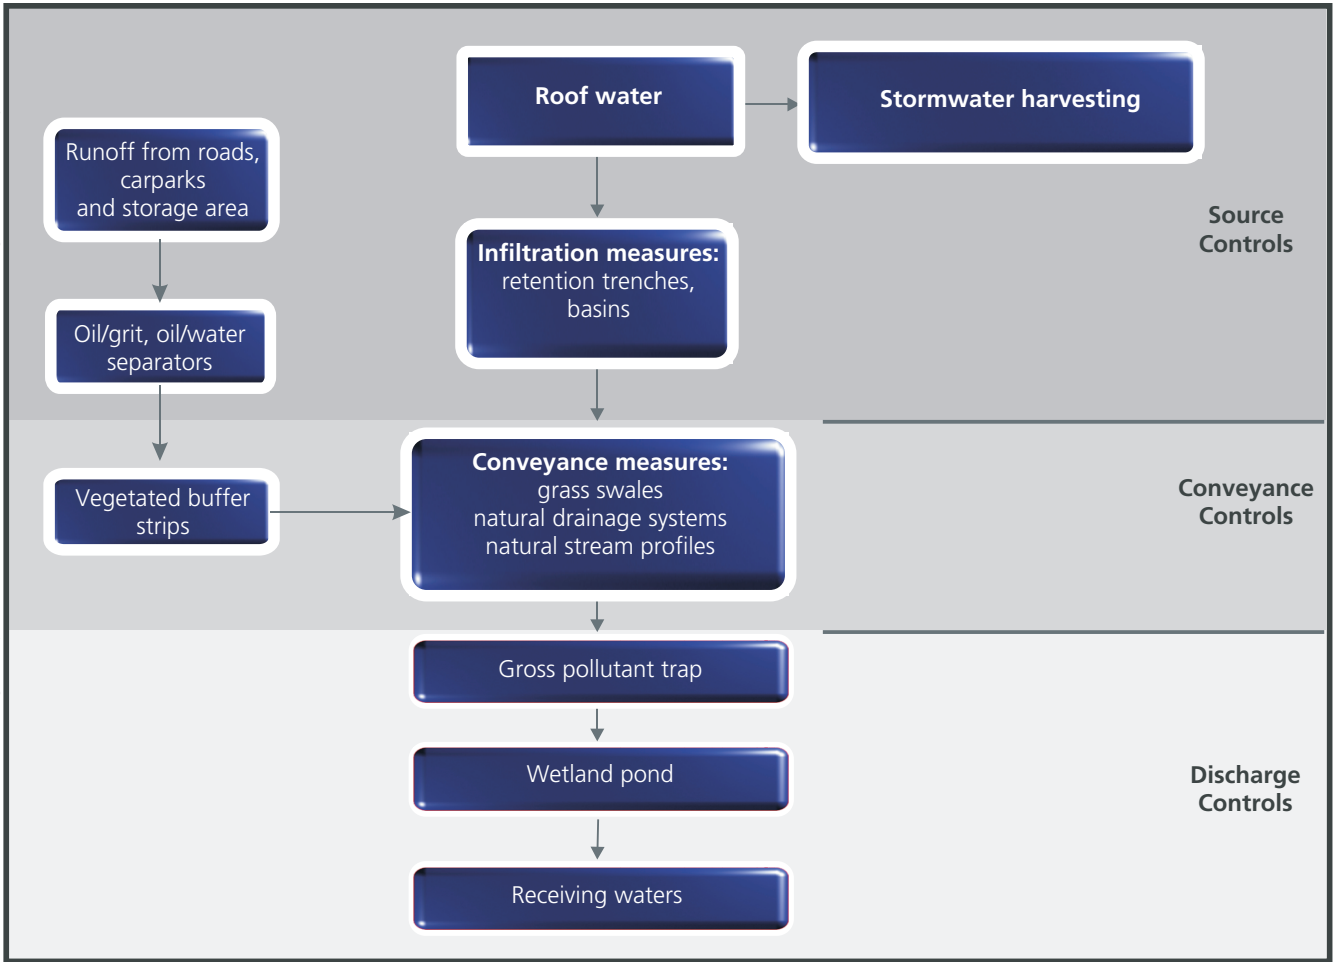 Roof water
Stormwater harvesting
Runoff from roads,
carparks
and storage area
Source
Controls
Infiltration measures:
retention trenches,
basins
Oil/grit, oil/water
separators
Conveyance measures:
grass swales
natural drainage systems
natural stream profiles
Vegetated buffer
strips
Conveyance
Controls
Gross pollutant trap
Wetland pond
Discharge
Controls
Receiving waters